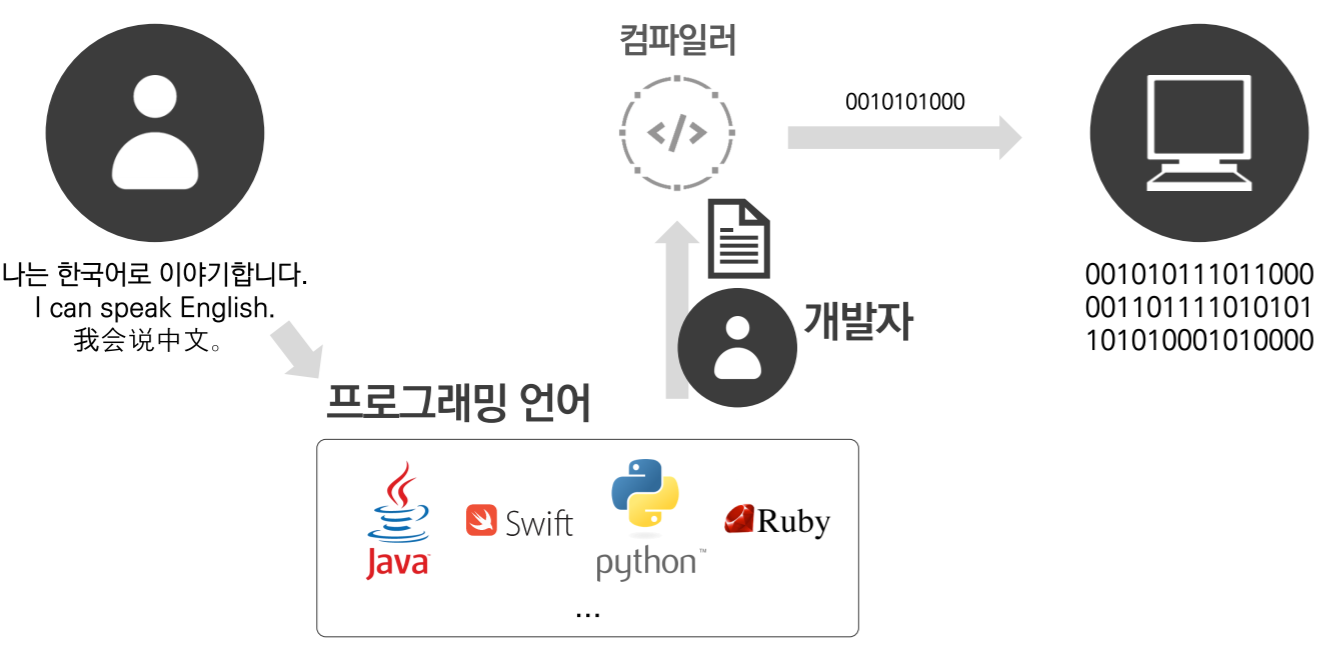 컴파일러
0010101000
나는 한국어로 이야기합니다.
I can speak English.
我会说中文。
001010111011000
001101111010101
101010001010000
개발자
프로그래밍 언어
Java
Swift
python™
Ruby
...